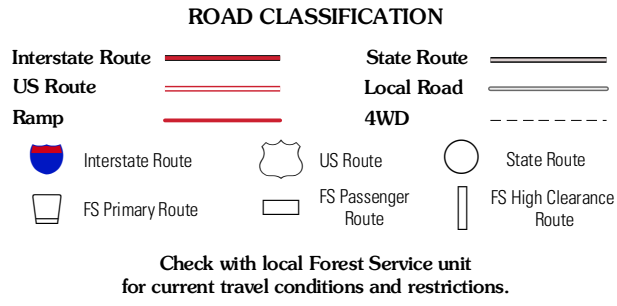 ROAD CLASSIFICATION
Interstate Route
State Route
US Route
Local Road
Ramp
4WD
Interstate Route
US Route
State Route
FS Primary Route
FS Passenger
Route
FS High Clearance
Route
Check with local Forest Service unit
for current travel conditions and restrictions.